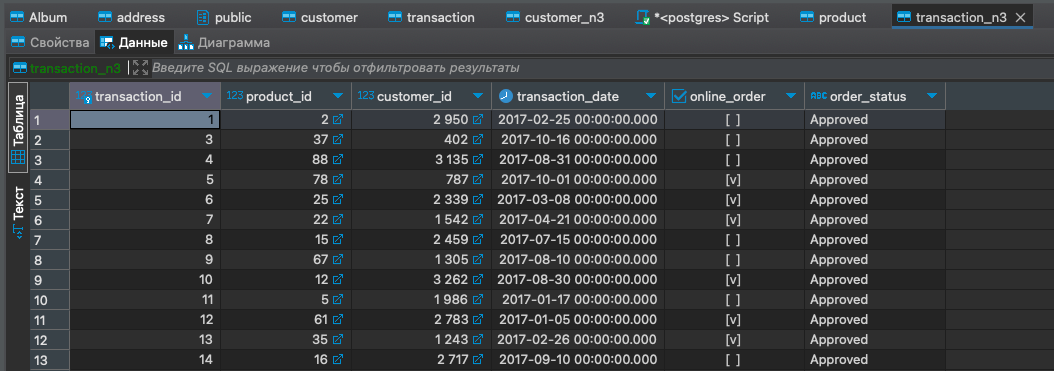 Album address public customer transaction customer_n3 *<postgres> Script product transaction_n3
Свойства Данные Диаграмма
transaction_n3 Введите SQL выражение чтобы отфильтровать результаты
Таблица
Текст
123 transaction_id 123 product_id 123 customer_id transaction_date online_order ABC order_status
1 1 2 2 950 2017-02-25 00:00:00.000 [ ] Approved
2 3 37 402 2017-10-16 00:00:00.000 [ ] Approved
3 4 88 3 135 2017-08-31 00:00:00.000 [ ] Approved
4 5 78 787 2017-10-01 00:00:00.000 [v] Approved
5 6 25 2 339 2017-03-08 00:00:00.000 [v] Approved
6 7 22 1 542 2017-04-21 00:00:00.000 [v] Approved
7 8 15 2 459 2017-07-15 00:00:00.000 [ ] Approved
8 9 67 1 305 2017-08-10 00:00:00.000 [ ] Approved
9 10 12 3 262 2017-08-30 00:00:00.000 [v] Approved
10 11 5 1 986 2017-01-17 00:00:00.000 [ ] Approved
11 12 61 2 783 2017-01-05 00:00:00.000 [v] Approved
12 13 35 1 243 2017-02-26 00:00:00.000 [v] Approved
13 14 16 2 717 2017-09-10 00:00:00.000 [ ] Approved